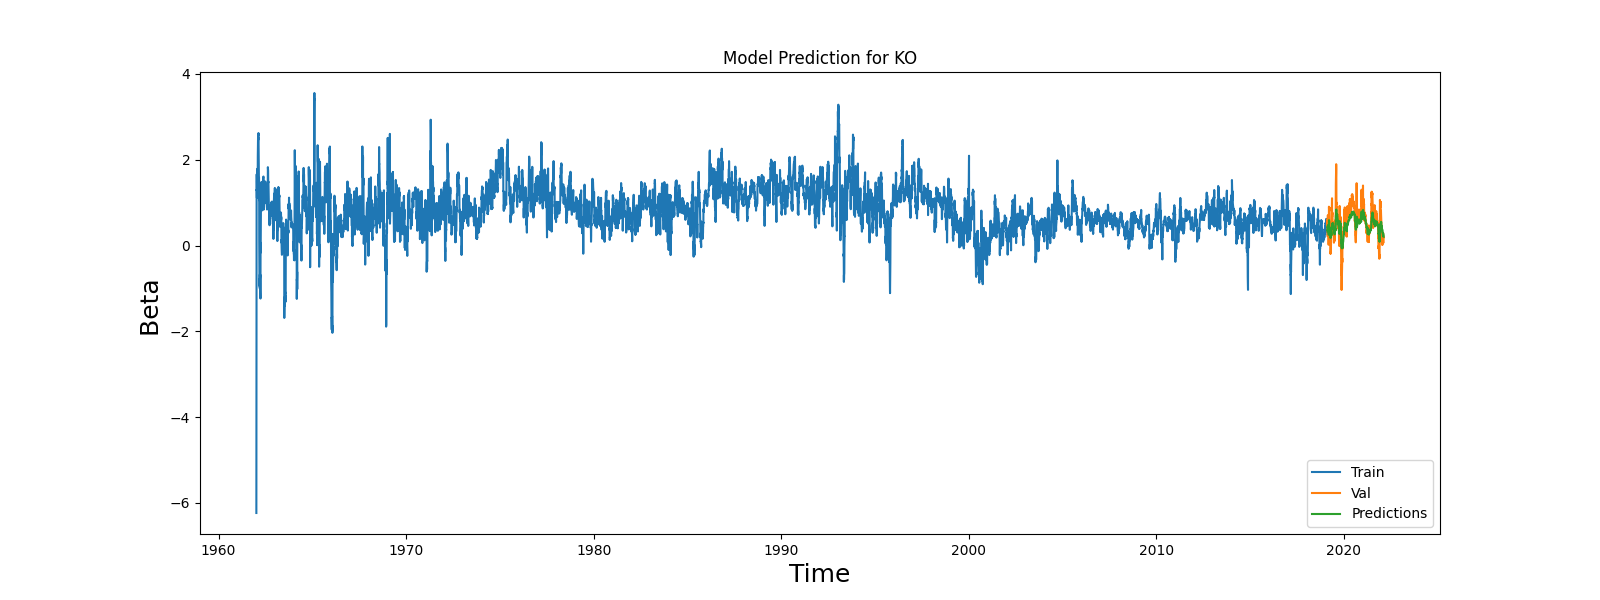 Model Prediction for KO
4
2
0
−2
−4
−6
Beta
1960 1970 1980 1990 2000 2010 2020
Time
Train
Val
Predictions